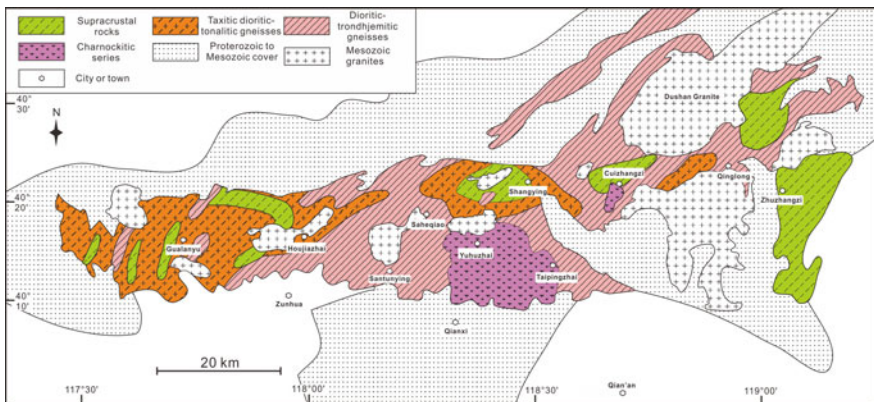 Supracrustal
rocks
Taxitic dioritic-
tonalitic gneisses
Dioritic-
trondhjemitic
gneisses
Charnockitic
series
Proterozoic to
Mesozoic cover
Mesozoic
granites
City or town
40°
30′
N
Dushan Granite
40°
20′
Cuizhangzi
Qinglong
Shangying
Zhuzhangzi
Saheqiao
Gualanyu
Houjiazhai
Yuhuzhai
Taipingzhai
Santunying
40°
10′
Zunhua
Qianxi
20 km
Qian'an
117°30′
118°00′
118°30′
119°00′